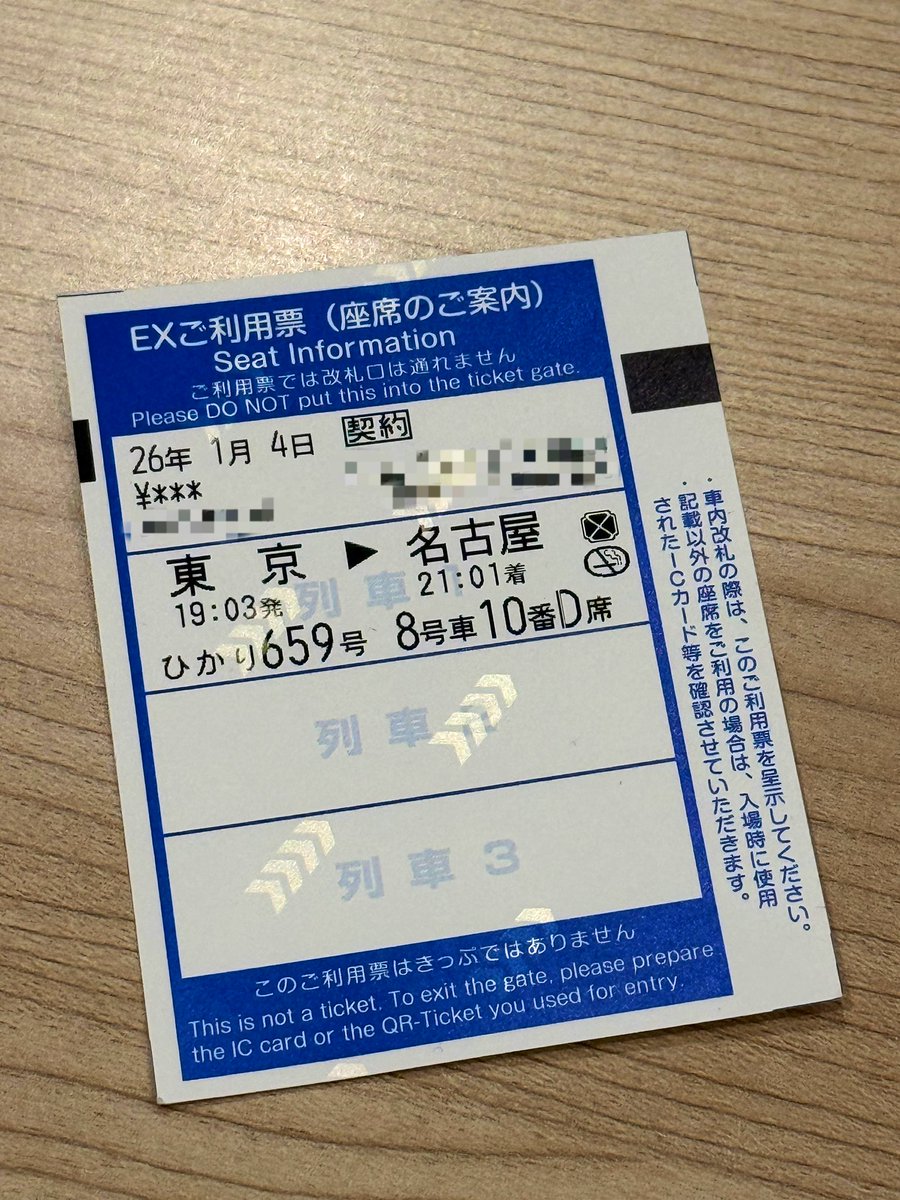 EXご利用票（座席のご案内）
Seat Information
ご利用票では改札口は通れません
Please DO NOT put this into the ticket gate.
26年 1月 4日 契約
¥***
東京 ▶ 名古屋
19:03発 21:01着
ひかり659号 8号車10番D席
列車
列車
列車3
このご利用票はきっぷではありません
This is not a ticket. To exit the gate, please prepare
the IC card or the QR-Ticket you used for entry.
・車内改札の際は、このご利用票を呈示してください。
・記載以外の座席をご利用の場合は、入場時に使用
されたICカード等を確認させていただきます。